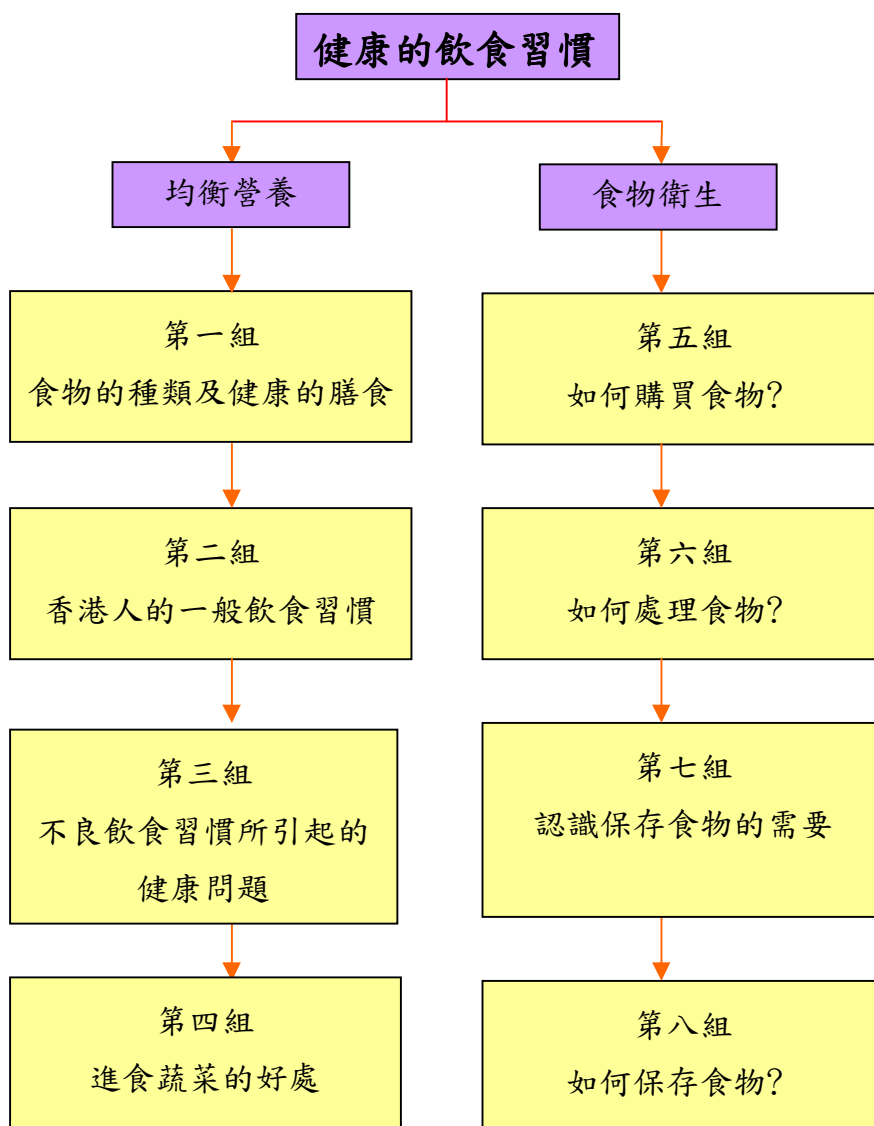 健康的飲食習慣
均衡營養
食物衛生
第一組
食物的種類及健康的膳食
第五組
如何購買食物?
第二組
香港人的一般飲食習慣
第六組
如何處理食物?
第三組
不良飲食習慣所引起的
健康問題
第七組
認識保存食物的需要
第四組
進食蔬菜的好處
第八組
如何保存食物?